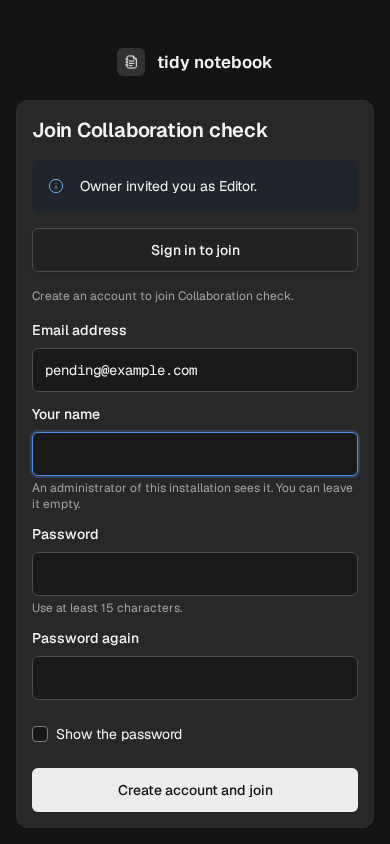 tidy notebook
Join Collaboration check
Owner invited you as Editor.
Sign in to join
Create an account to join Collaboration check.
Email address
pending@example.com
Your name
An administrator of this installation sees it. You can leave
it empty.
Password
Use at least 15 characters.
Password again
Show the password
Create account and join